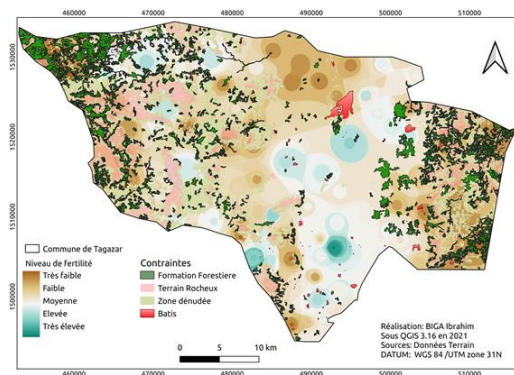 460000 470000 480000 490000 500000 510000
1530000
1520000
1510000
1500000
Commune de Tagazar
Niveau de fertilité
Très faible
Faible
Moyenne
Elevée
Très élevée
Contraintes
Formation Forestiere
Terrain Rocheux
Zone dénudée
Batis
0 5 10 km
Réalisation: BIGA Ibrahim
Sous QGIS 3.16 en 2021
Sources: Données Terrain
DATUM: WGS 84 /UTM zone 31N
460000 470000 480000 490000 500000 510000